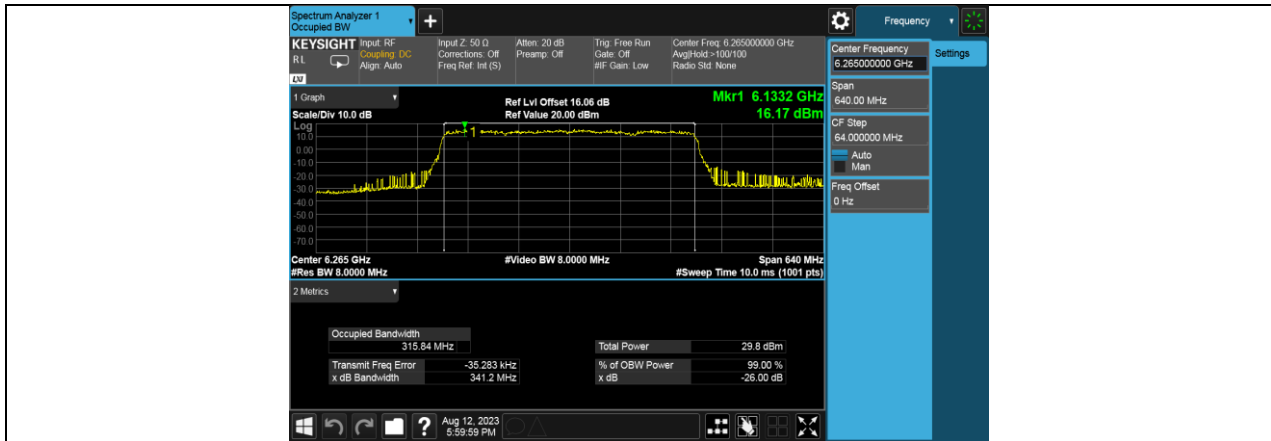 Spectrum Analyzer 1
Occupied BW
+
Frequency
KEYSIGHT
RL
LXI
Input: RF
Coupling: DC
Align: Auto
Input Z: 50 Ω
Corrections: Off
Freq Ref: Int (S)
Atten: 20 dB
Preamp: Off
Trig: Free Run
Gate: Off
#IF Gain: Low
Center Freq: 6.265000000 GHz
Avg|Hold:>100/100
Radio Std: None
1 Graph
Scale/Div 10.0 dB
Ref Lvl Offset 16.06 dB
Ref Value 20.00 dBm
Mkr1 6.1332 GHz
16.17 dBm
Log
10.0
0.00
-10.0
-20.0
-30.0
-40.0
-50.0
-60.0
-70.0
1
Center 6.265 GHz
#Video BW 8.0000 MHz
Span 640 MHz
#Res BW 8.0000 MHz
#Sweep Time 10.0 ms (1001 pts)
2 Metrics
Occupied Bandwidth
315.84 MHz
Total Power 29.8 dBm
Transmit Freq Error -35.283 kHz
% of OBW Power 99.00 %
x dB Bandwidth 341.2 MHz
x dB -26.00 dB
Center Frequency
6.265000000 GHz
Settings
Span
640.00 MHz
CF Step
64.000000 MHz
Auto
Man
Freq Offset
0 Hz
?
Aug 12, 2023
5:59:59 PM